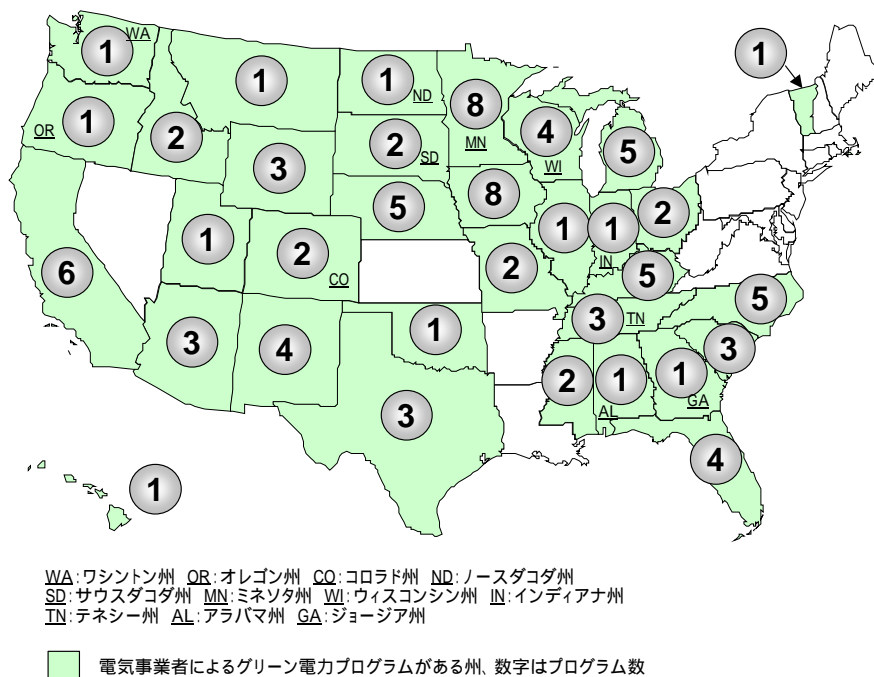 1
WA
1
1
1
ND
8
MN
OR
1
2
3
2
SD
4
WI
5
5
8
6
1
2
CO
2
1
1
IN
2
5
3
4
1
3
TN
5
3
3
2
1
AL
1
GA
4
1
WA:ワシントン州 OR:オレゴン州 CO:コロラド州 ND:ノースダコダ州
SD:サウスダコダ州 MN:ミネソタ州 WI:ウィスコンシン州 IN:インディアナ州
TN:テネシー州 AL:アラバマ州 GA:ジョージア州
電気事業者によるグリーン電力プログラムがある州、数字はプログラム数